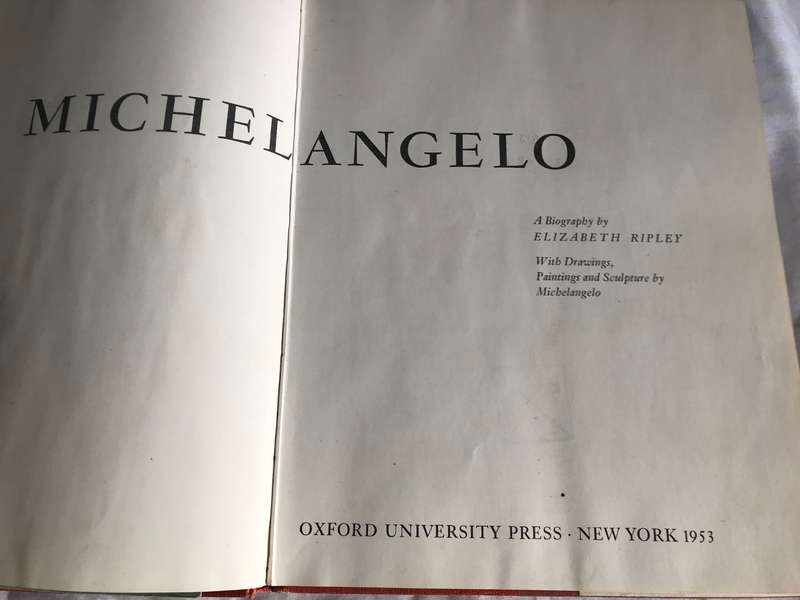 MICHELANGELO
A Biography by
ELIZABETH RIPLEY
With Drawings,
Paintings and Sculpture by
Michelangelo
OXFORD UNIVERSITY PRESS · NEW YORK 1953